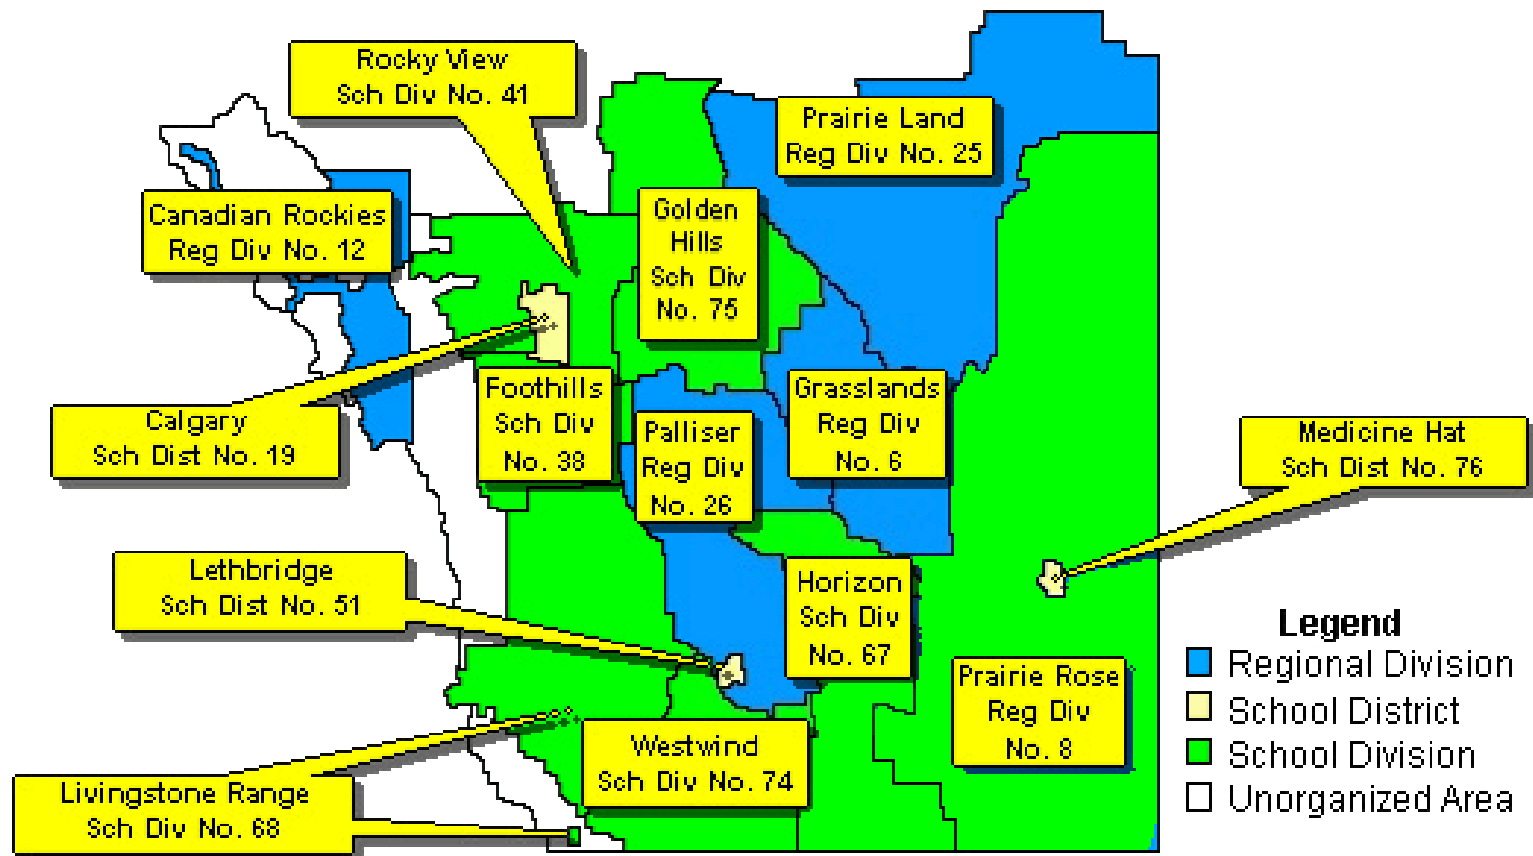 Rocky View
Sch Div No. 41
Prairie Land
Reg Div No. 25
Canadian Rockies
Reg Div No. 12
Golden
Hills
Sch Div
No. 75
Foothills
Sch Div
No. 38
Grasslands
Reg Div
No. 6
Calgary
Sch Dist No. 19
Palliser
Reg Div
No. 26
Medicine Hat
Sch Dist No. 76
Lethbridge
Sch Dist No. 51
Horizon
Sch Div
No. 67
Prairie Rose
Reg Div
No. 8
Westwind
Sch Div No. 74
Livingstone Range
Sch Div No. 68
Legend
Regional Division
School District
School Division
Unorganized Area